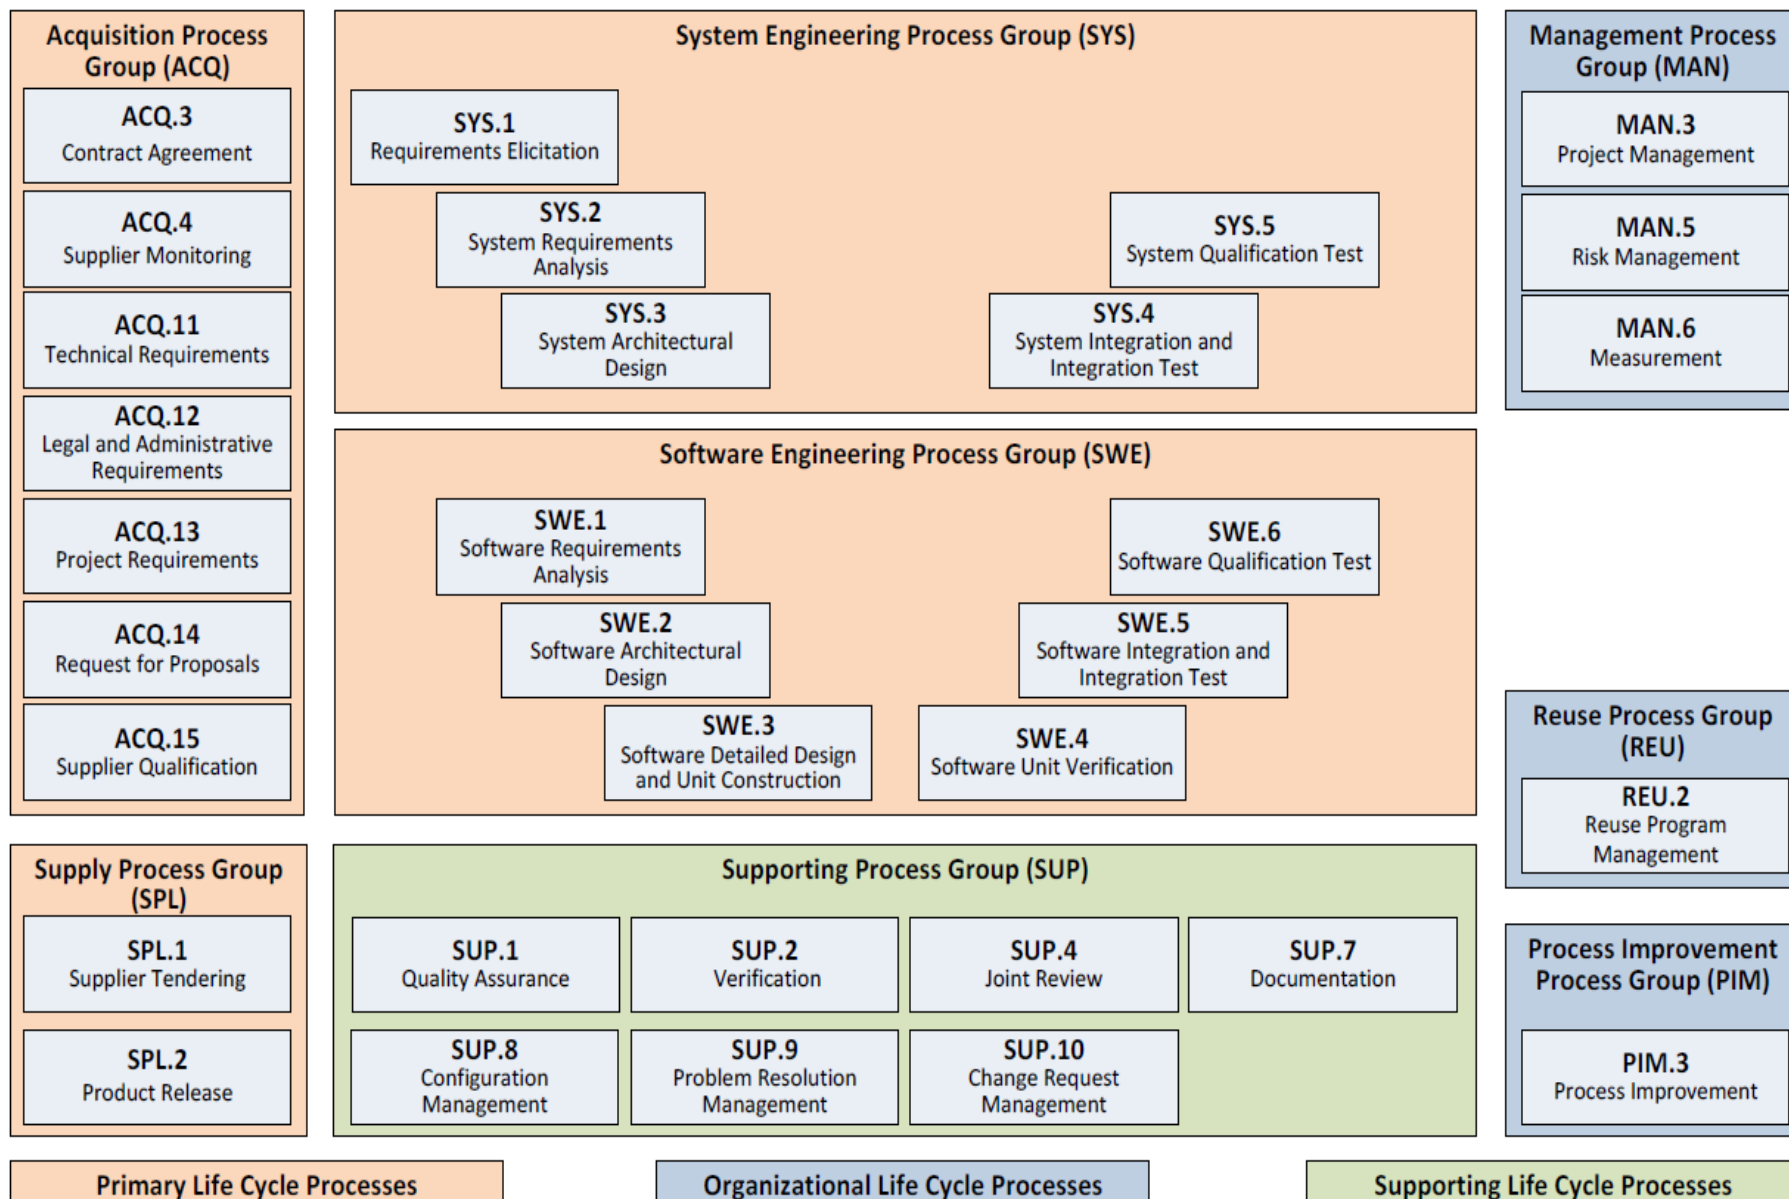 Acquisition Process
Group (ACQ)
ACQ.3
Contract Agreement
ACQ.4
Supplier Monitoring
ACQ.11
Technical Requirements
ACQ.12
Legal and Administrative
Requirements
ACQ.13
Project Requirements
ACQ.14
Request for Proposals
ACQ.15
Supplier Qualification
System Engineering Process Group (SYS)
SYS.1
Requirements Elicitation
SYS.2
System Requirements
Analysis
SYS.3
System Architectural
Design
SYS.5
System Qualification Test
SYS.4
System Integration and
Integration Test
Management Process
Group (MAN)
MAN.3
Project Management
MAN.5
Risk Management
MAN.6
Measurement
Software Engineering Process Group (SWE)
SWE.1
Software Requirements
Analysis
SWE.2
Software Architectural
Design
SWE.3
Software Detailed Design
and Unit Construction
SWE.6
Software Qualification Test
SWE.5
Software Integration and
Integration Test
SWE.4
Software Unit Verification
Reuse Process Group
(REU)
REU.2
Reuse Program
Management
Supply Process Group
(SPL)
SPL.1
Supplier Tendering
SPL.2
Product Release
Supporting Process Group (SUP)
SUP.1
Quality Assurance
SUP.2
Verification
SUP.4
Joint Review
SUP.7
Documentation
SUP.8
Configuration
Management
SUP.9
Problem Resolution
Management
SUP.10
Change Request
Management
Process Improvement
Process Group (PIM)
PIM.3
Process Improvement
Primary Life Cycle Processes
Organizational Life Cycle Processes
Supporting Life Cycle Processes